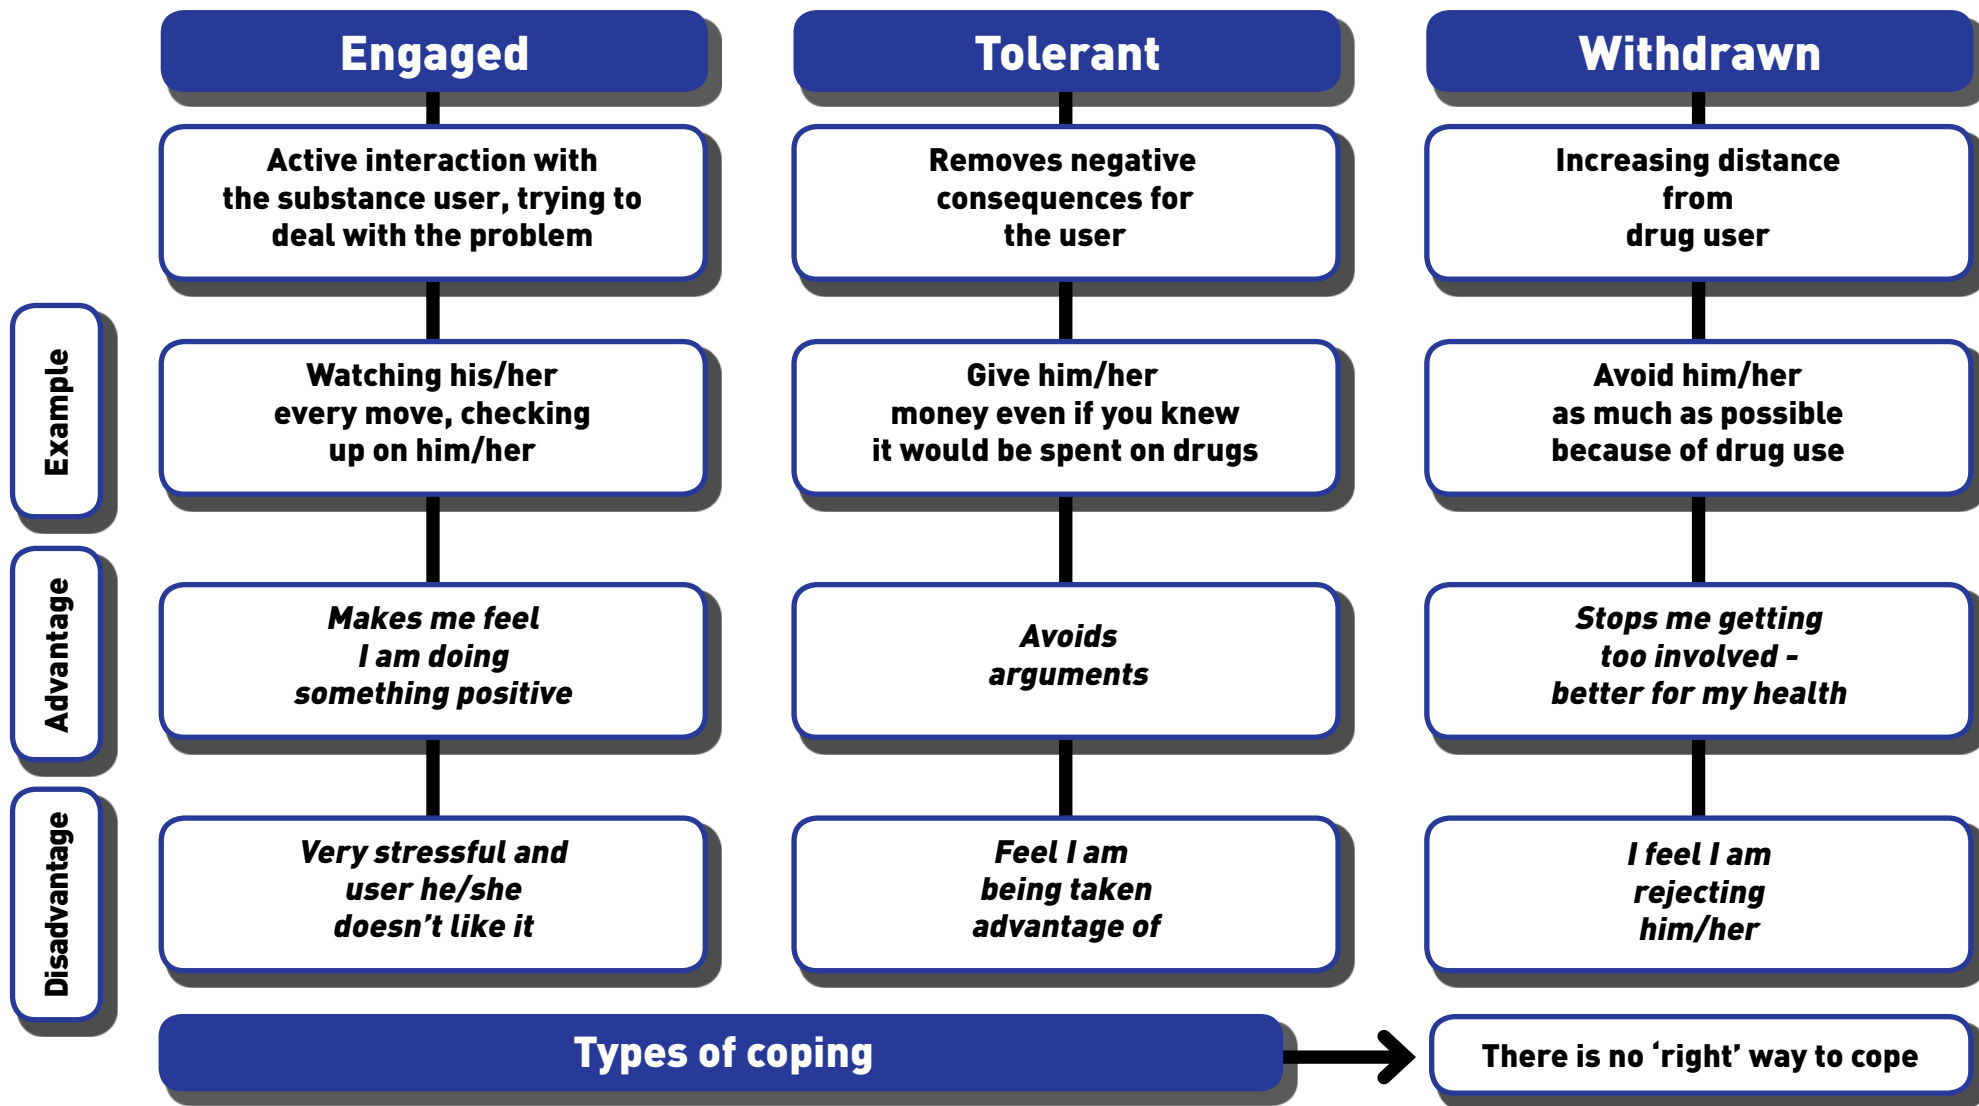 Engaged
Tolerant
Withdrawn
Active interaction with
the substance user, trying to
deal with the problem
Removes negative
consequences for
the user
Increasing distance
from
drug user
Example
Watching his/her
every move, checking
up on him/her
Give him/her
money even if you knew
it would be spent on drugs
Avoid him/her
as much as possible
because of drug use
Advantage
Makes me feel
I am doing
something positive
Avoids
arguments
Stops me getting
too involved -
better for my health
Disadvantage
Very stressful and
user he/she
doesn’t like it
Feel I am
being taken
advantage of
I feel I am
rejecting
him/her
Types of coping
There is no ‘right’ way to cope